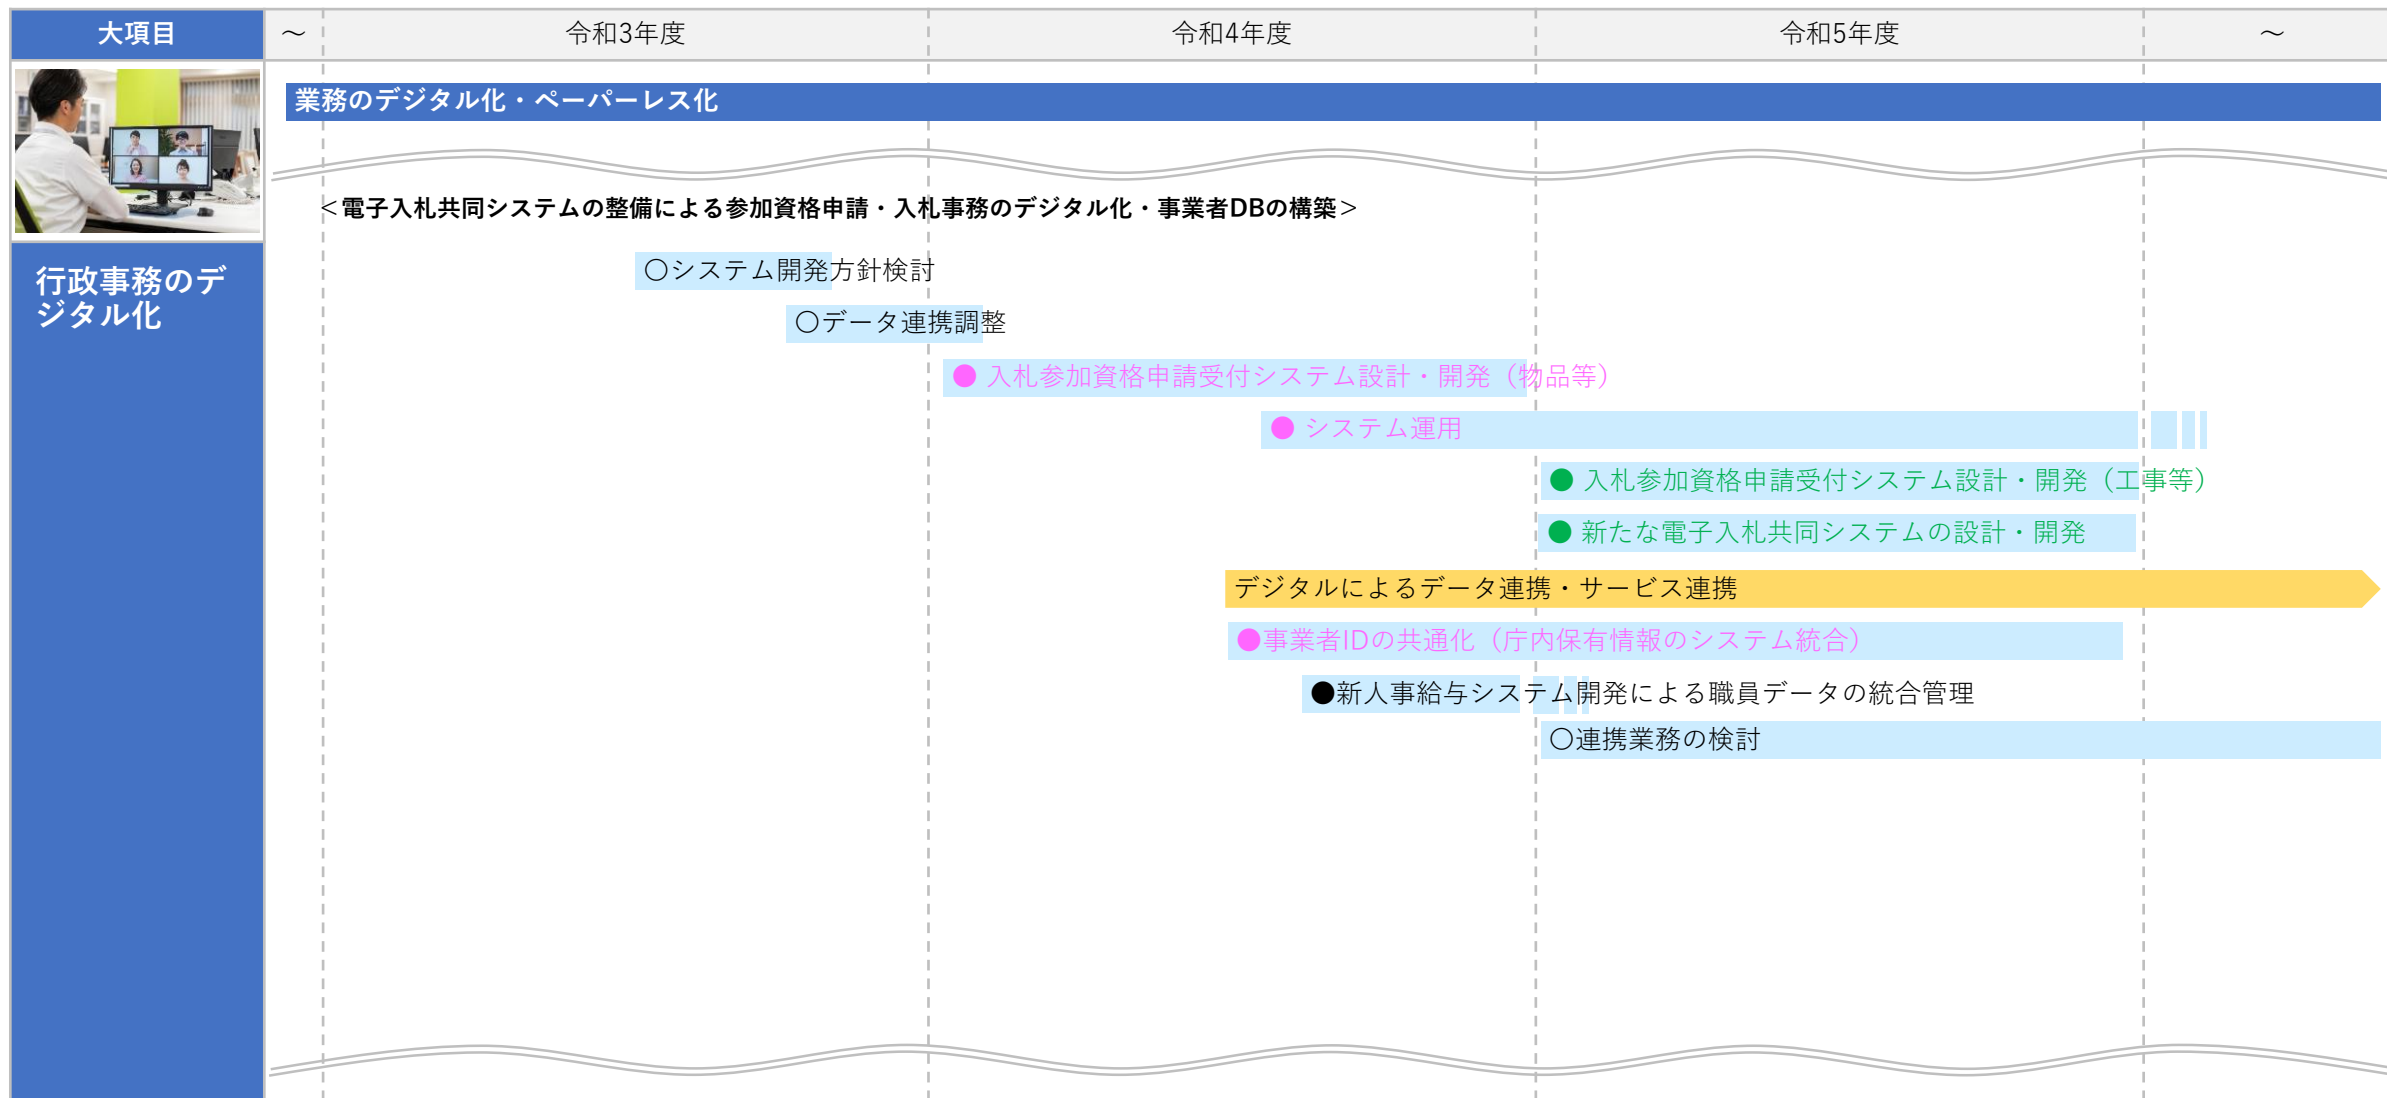 大項目
～
令和3年度
令和4年度
令和5年度
～
業務のデジタル化・ペーパーレス化
＜電子入札共同システムの整備による参加資格申請・入札事務のデジタル化・事業者DBの構築＞
行政事務のデ
ジタル化
〇システム開発方針検討
〇データ連携調整
● 入札参加資格申請受付システム設計・開発（物品等）
● システム運用
● 入札参加資格申請受付システム設計・開発（工事等）
● 新たな電子入札共同システムの設計・開発
デジタルによるデータ連携・サービス連携
●事業者IDの共通化（庁内保有情報のシステム統合）
●新人事給与システム開発による職員データの統合管理
〇連携業務の検討